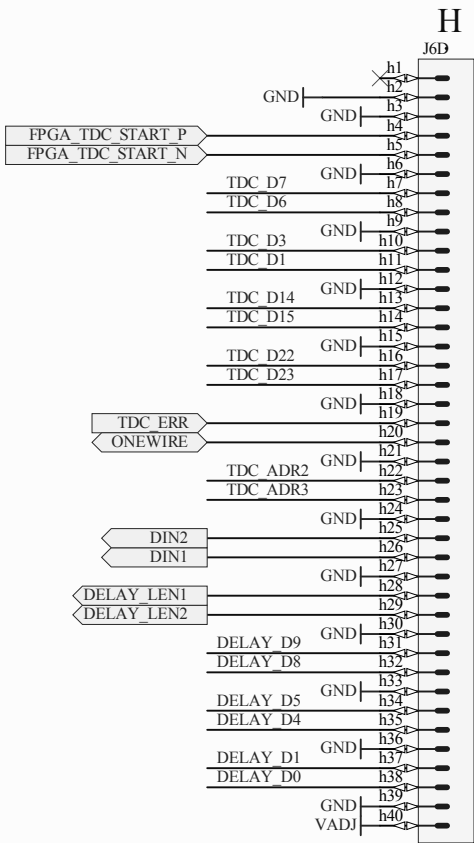 H
J6D
h1
GND h2
GND h3
FPGA_TDC_START_P h4
FPGA_TDC_START_N h5
GND h6
TDC_D7 h7
TDC_D6 h8
GND h9
TDC_D3 h10
TDC_D1 h11
GND h12
TDC_D14 h13
TDC_D15 h14
GND h15
TDC_D22 h16
TDC_D23 h17
GND h18
TDC_ERR h19
ONEWIRE h20
GND h21
TDC_ADR2 h22
TDC_ADR3 h23
GND h24
DIN2 h25
DIN1 h26
GND h27
DELAY_LEN1 h28
DELAY_LEN2 h29
GND h30
DELAY_D9 h31
DELAY_D8 h32
GND h33
DELAY_D5 h34
DELAY_D4 h35
GND h36
DELAY_D1 h37
DELAY_D0 h38
GND h39
VADJ h40